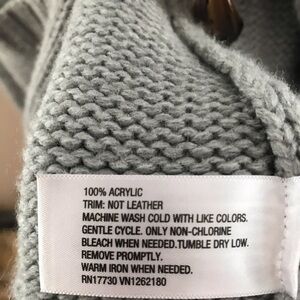 100% ACRYLIC
TRIM: NOT LEATHER
MACHINE WASH COLD WITH LIKE COLORS.
GENTLE CYCLE. ONLY NON-CHLORINE
BLEACH WHEN NEEDED.TUMBLE DRY LOW.
REMOVE PROMPTLY.
WARM IRON WHEN NEEDED.
RN17730 VN1262180